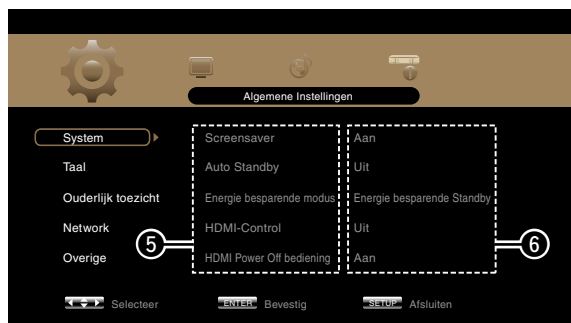 Algemene Instellingen
System Screensaver Aan
Taal Auto Standby Uit
Ouderlijk toezicht Energie besparende modus Energie besparende Standby
Network HDMI-Control Uit
Overige HDMI Power Off bediening Aan
5 6
Selecteer ENTER Bevestig SETUP Afsluiten